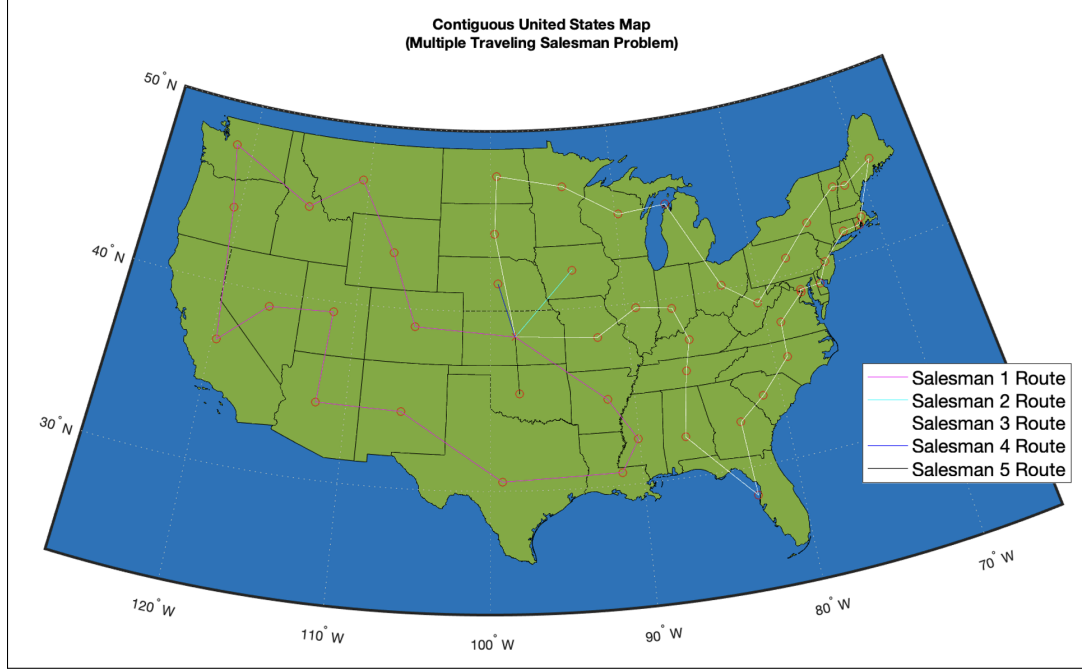 Contiguous United States Map
(Multiple Traveling Salesman Problem)
50° N
40° N
30° N
Salesman 1 Route
Salesman 2 Route
Salesman 3 Route
Salesman 4 Route
Salesman 5 Route
120° W
110° W
100° W
90° W
80° W
70° W